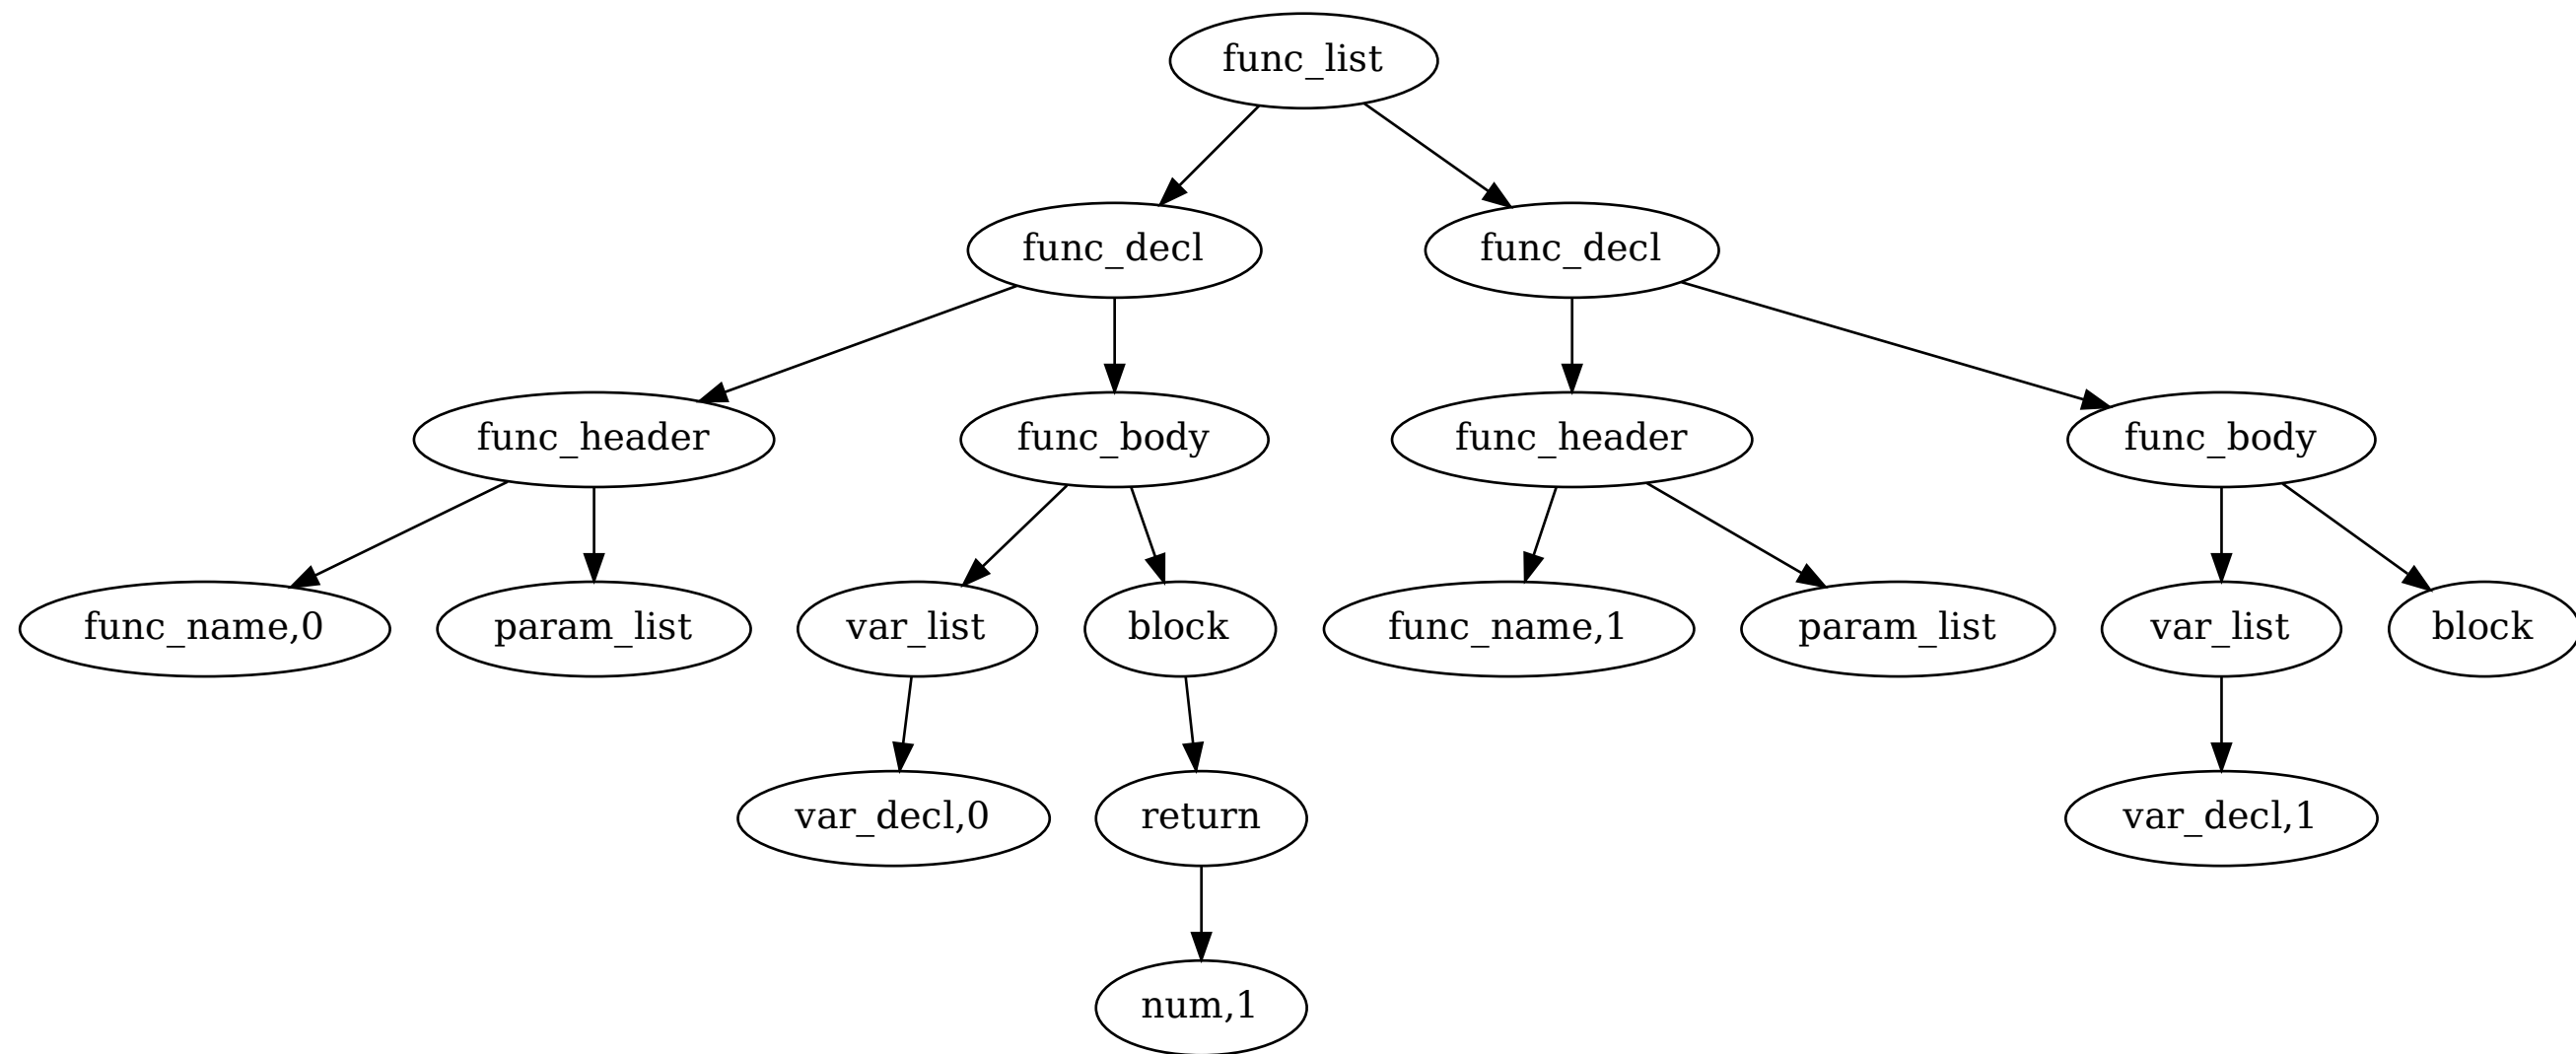 func_list
func_decl
func_decl
func_header
func_body
func_header
func_body
func_name,0
param_list
var_list
block
func_name,1
param_list
var_list
block
var_decl,0
return
var_decl,1
num,1